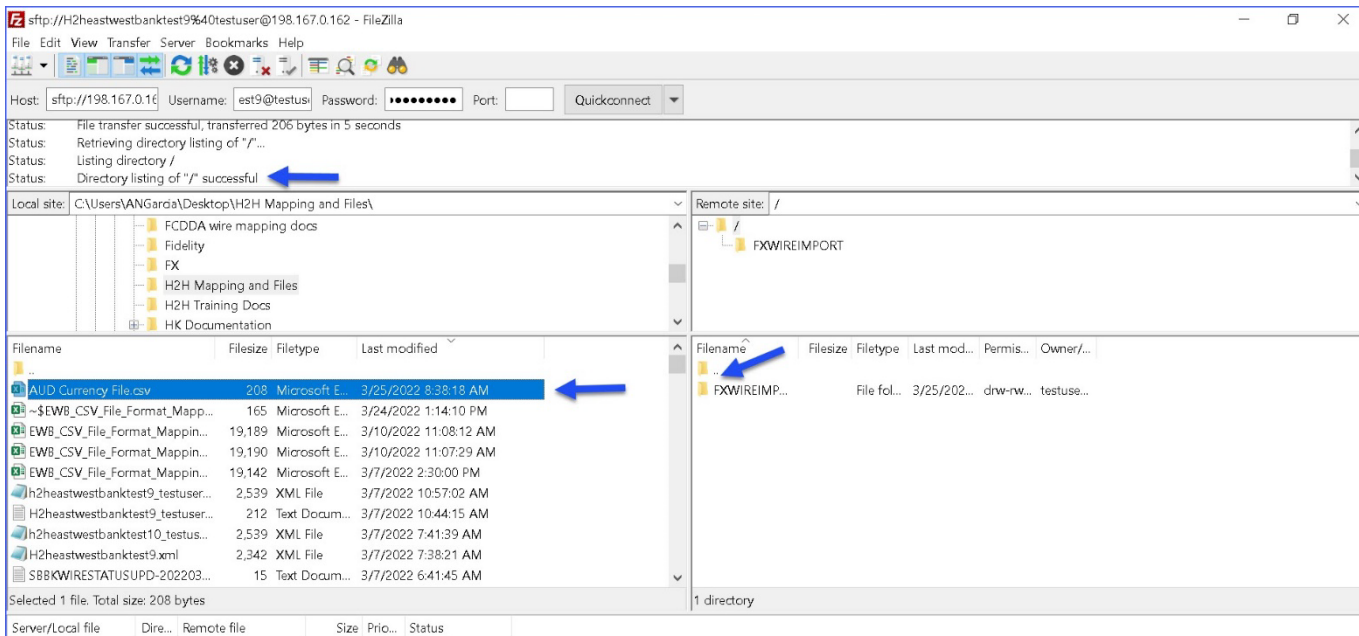 sftp://H2heastwestbanktest9%40testuser@198.167.0.162 - FileZilla
File Edit View Transfer Server Bookmarks Help
Host: sftp://198.167.0.16 Username: est9@testus Password: ●●●●●●●●● Port: Quickconnect
Status: File transfer successful, transferred 206 bytes in 5 seconds
Status: Retrieving directory listing of "/"...
Status: Listing directory /
Status: Directory listing of "/" successful
Local site: C:\Users\ANGarcia\Desktop\H2H Mapping and Files\ Remote site: /
FCDDA wire mapping docs
Fidelity
FX
H2H Mapping and Files
H2H Training Docs
HK Documentation
/
FXWIREIMPORT
Filename Filesize Filetype Last modified
..
AUD Currency File.csv 208 Microsoft E... 3/25/2022 8:38:18 AM
~$EWB_CSV_File_Format_Mapp... 165 Microsoft E... 3/24/2022 1:14:10 PM
EWB_CSV_File_Format_Mappin... 19,189 Microsoft E... 3/10/2022 11:08:12 AM
EWB_CSV_File_Format_Mappin... 19,190 Microsoft E... 3/10/2022 11:07:29 AM
EWB_CSV_File_Format_Mappin... 19,142 Microsoft E... 3/7/2022 2:30:00 PM
h2heastwestbanktest9_testuser... 2,539 XML File 3/7/2022 10:57:02 AM
H2heastwestbanktest9_testuser... 212 Text Docum... 3/7/2022 10:44:15 AM
h2heastwestbanktest10_testus... 2,539 XML File 3/7/2022 7:41:39 AM
H2heastwestbanktest9.xml 2,342 XML File 3/7/2022 7:38:21 AM
SBBKWIRESTATUSUPD-202203... 15 Text Docum... 3/7/2022 6:41:45 AM
Selected 1 file. Total size: 208 bytes
Filename Filesize Filetype Last mod... Permis... Owner/...
..
FXWIREIMP... File fol... 3/25/202... drw-rw... testuse...
1 directory
Server/Local file Dire... Remote file Size Prio... Status